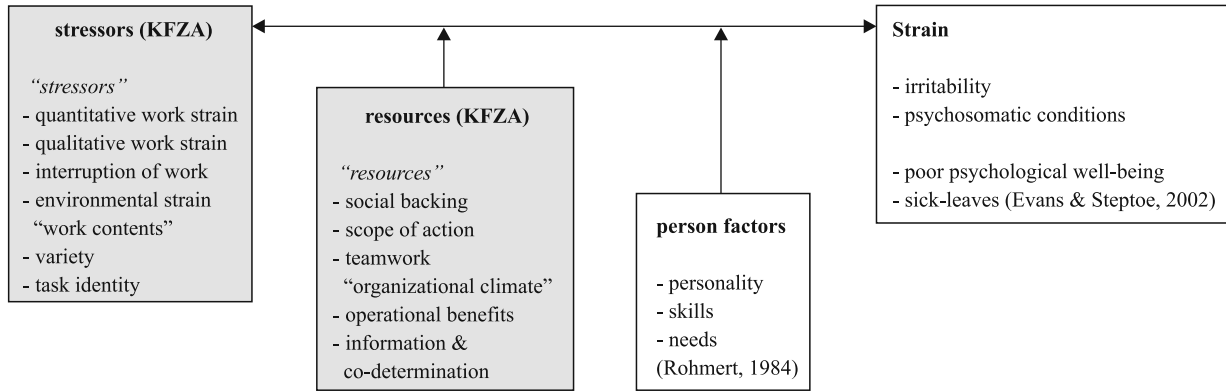 stressors (KFZA)
“stressors”
- quantitative work strain
- qualitative work strain
- interruption of work
- environmental strain
“work contents”
- variety
- task identity
resources (KFZA)
“resources”
- social backing
- scope of action
- teamwork
“organizational climate”
- operational benefits
- information &
co-determination
person factors
- personality
- skills
- needs
(Rohmert, 1984)
Strain
- irritability
- psychosomatic conditions
- poor psychological well-being
- sick-leaves (Evans & Steptoe, 2002)